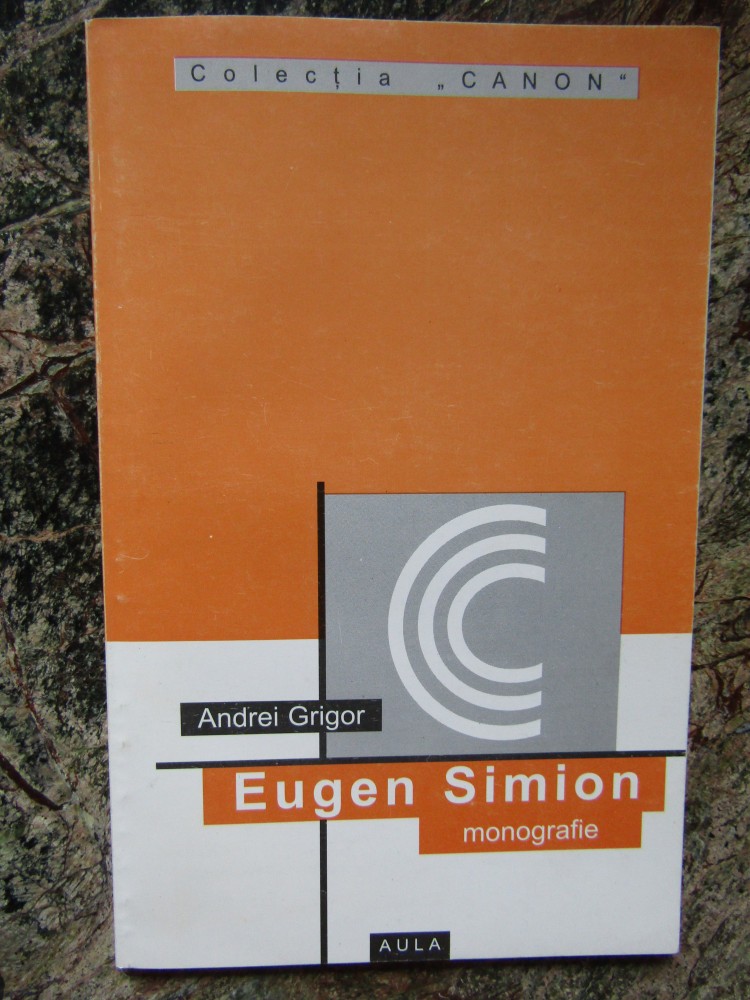 Colecția „CANON“
Andrei Grigor
Eugen Simion
monografie
AULA